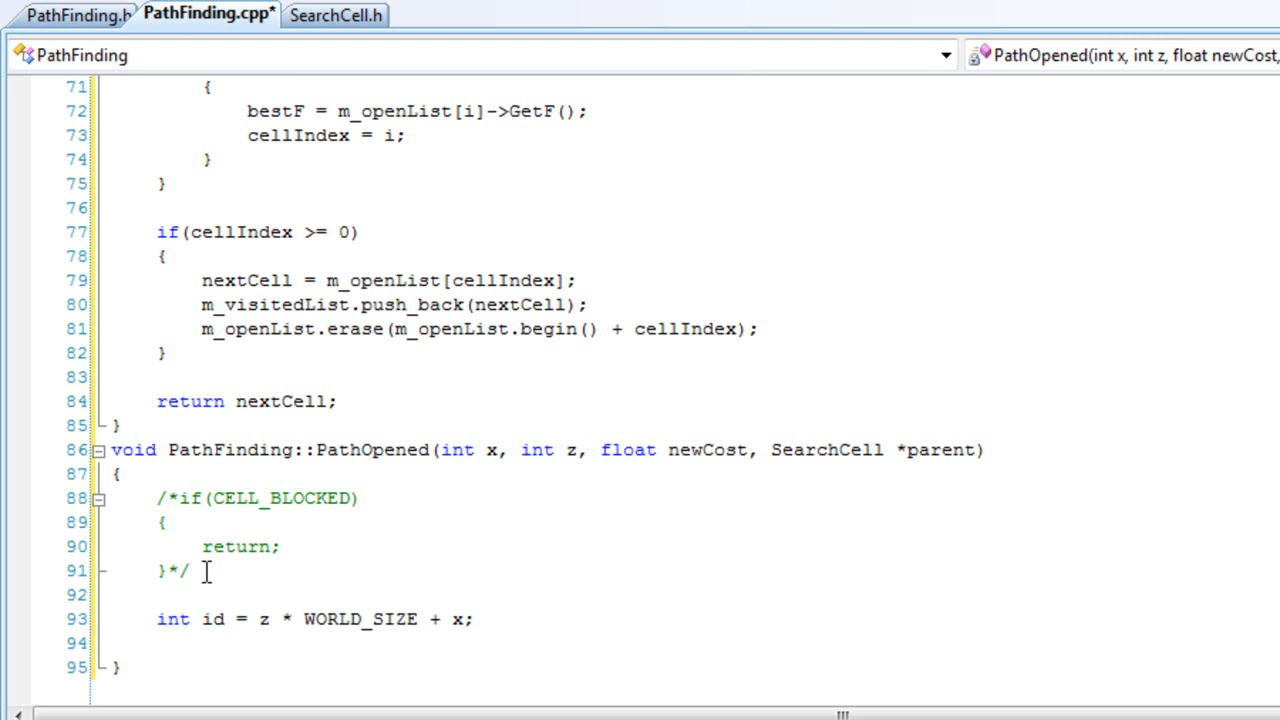 PathFinding.h PathFinding.cpp* SearchCell.h
PathFinding PathOpened(int x, int z, float newCost,
71 {
72 bestF = m_openList[i]->GetF();
73 cellIndex = i;
74 }
75 }
76
77 if(cellIndex >= 0)
78 {
79 nextCell = m_openList[cellIndex];
80 m_visitedList.push_back(nextCell);
81 m_openList.erase(m_openList.begin() + cellIndex);
82 }
83
84 return nextCell;
85 }
86 void PathFinding::PathOpened(int x, int z, float newCost, SearchCell *parent)
87 {
88 /*if(CELL_BLOCKED)
89 {
90 return;
91 }*/
92
93 int id = z * WORLD_SIZE + x;
94
95 }